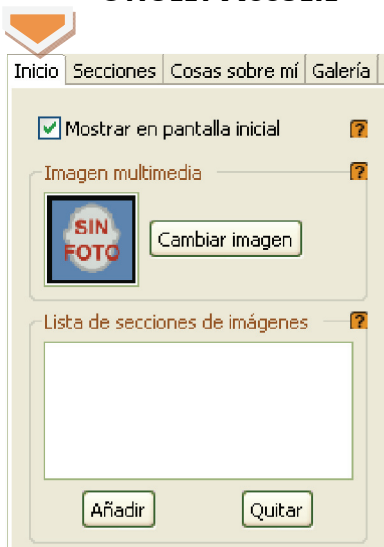 Inicio Secciones Cosas sobre mí Galería
Mostrar en pantalla inicial ?
Imagen multimedia ?
SIN
FOTO
Cambiar imagen
Lista de secciones de imágenes ?
Añadir Quitar